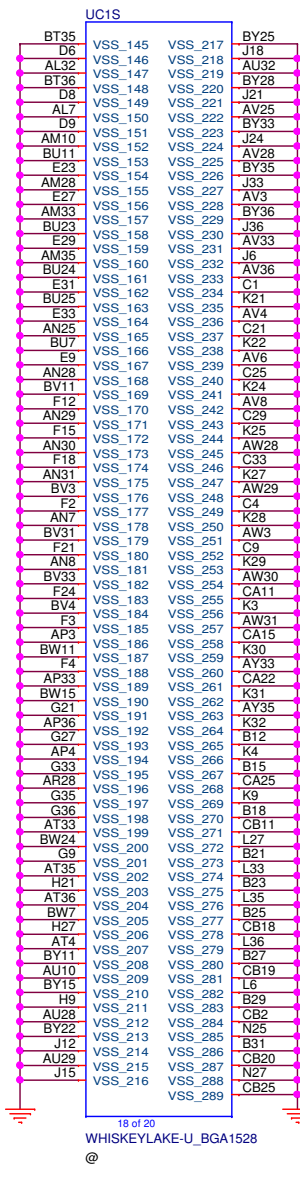 UC1S
BT35 VSS_145 VSS_217 BY25
D6 VSS_146 VSS_218 J18
AL32 VSS_147 VSS_219 AU32
BT36 VSS_148 VSS_220 BY28
D8 VSS_149 VSS_221 J21
AL7 VSS_150 VSS_222 AV25
D9 VSS_151 VSS_223 BY33
AM10 VSS_152 VSS_224 J24
BU11 VSS_153 VSS_225 AV28
E23 VSS_154 VSS_226 BY35
AM28 VSS_155 VSS_227 J33
E27 VSS_156 VSS_228 AV3
AM33 VSS_157 VSS_229 BY36
BU23 VSS_158 VSS_230 J36
E29 VSS_159 VSS_231 AV33
AM35 VSS_160 VSS_232 J6
BU24 VSS_161 VSS_233 AV36
E31 VSS_162 VSS_234 C1
BU25 VSS_163 VSS_235 K21
E33 VSS_164 VSS_236 AV4
AN25 VSS_165 VSS_237 C21
BU7 VSS_166 VSS_238 K22
E9 VSS_167 VSS_239 AV6
AN28 VSS_168 VSS_240 C25
BV11 VSS_169 VSS_241 K24
F12 VSS_170 VSS_242 AV8
AN29 VSS_171 VSS_243 C29
F15 VSS_172 VSS_244 K25
AN30 VSS_173 VSS_245 AW28
F18 VSS_174 VSS_246 C33
AN31 VSS_175 VSS_247 K27
BV3 VSS_176 VSS_248 AW29
F2 VSS_177 VSS_249 C4
AN7 VSS_178 VSS_250 K28
BV31 VSS_179 VSS_251 AW3
F21 VSS_180 VSS_252 C9
AN8 VSS_181 VSS_253 K29
BV33 VSS_182 VSS_254 AW30
F24 VSS_183 VSS_255 CA11
BV4 VSS_184 VSS_256 K3
F3 VSS_185 VSS_257 AW31
AP3 VSS_186 VSS_258 CA15
BW11 VSS_187 VSS_259 K30
F4 VSS_188 VSS_260 AY33
AP33 VSS_189 VSS_261 CA22
BW15 VSS_190 VSS_262 K31
G21 VSS_191 VSS_263 AY35
AP36 VSS_192 VSS_264 K32
G27 VSS_193 VSS_265 B12
AP4 VSS_194 VSS_266 K4
G33 VSS_195 VSS_267 B15
AR28 VSS_196 VSS_268 CA25
G35 VSS_197 VSS_269 K9
G36 VSS_198 VSS_270 B18
AT33 VSS_199 VSS_271 CB11
BW24 VSS_200 VSS_272 L27
G9 VSS_201 VSS_273 B21
AT35 VSS_202 VSS_274 L33
H21 VSS_203 VSS_275 B23
AT36 VSS_204 VSS_276 L35
BW7 VSS_205 VSS_277 B25
H27 VSS_206 VSS_278 CB18
AT4 VSS_207 VSS_279 L36
BY11 VSS_208 VSS_280 B27
AU10 VSS_209 VSS_281 CB19
BY15 VSS_210 VSS_282 L6
H9 VSS_211 VSS_283 B29
AU28 VSS_212 VSS_284 CB2
BY22 VSS_213 VSS_285 N25
J12 VSS_214 VSS_286 B31
AU29 VSS_215 VSS_287 CB20
J15 VSS_216 VSS_288 N27
VSS_289 CB25
18 of 20
WHISKEYLAKE-U_BGA1528
@